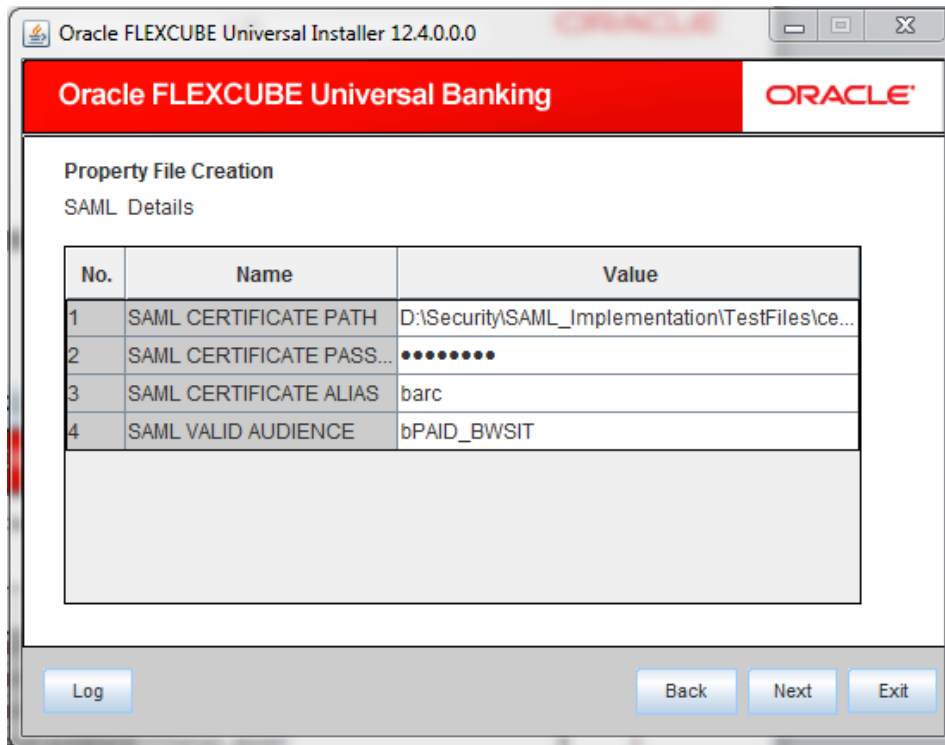 Oracle FLEXCUBE Universal Installer 12.4.0.0.0
Oracle FLEXCUBE Universal Banking
ORACLE
Property File Creation
SAML Details
No. Name Value
1 SAML CERTIFICATE PATH D:\Security\SAML_Implementation\TestFiles\ce...
2 SAML CERTIFICATE PASS... ●●●●●●●●
3 SAML CERTIFICATE ALIAS barc
4 SAML VALID AUDIENCE bPAID_BWSIT
Log Back Next Exit